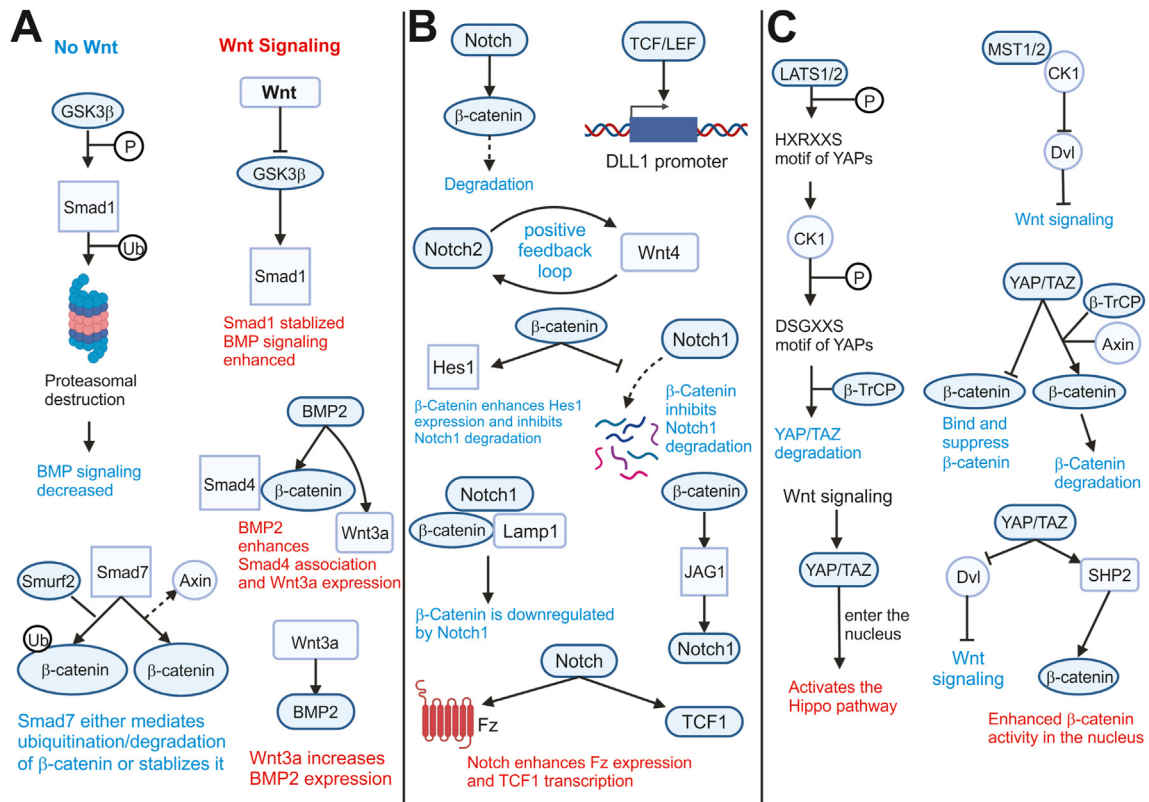 A
No Wnt
GSK3β
P
Smad1
Ub
Proteasomal
destruction
BMP signaling
decreased
Wnt Signaling
Wnt
GSK3β
Smad1
Smad1 stablized
BMP signaling
enhanced
BMP2
Smad4
β-catenin
Wnt3a
BMP2
enhances
Smad4 association
and Wnt3a expression
Smurf2
Smad7
Axin
Ub
β-catenin
β-catenin
Smad7 either mediates
ubiquitination/degradation
of β-catenin or stablizes it
Wnt3a
BMP2
Wnt3a increases
BMP2 expression
B
Notch
β-catenin
Degradation
TCF/LEF
DLL1 promoter
Notch2
positive
feedback
loop
Wnt4
β-catenin
Hes1
Notch1
β-Catenin enhances Hes1
expression and inhibits
Notch1 degradation
β-Catenin
inhibits
Notch1
degradation
Notch1
β-catenin
Lamp1
β-Catenin is downregulated
by Notch1
β-catenin
JAG1
Notch1
Notch
Fz
TCF1
Notch enhances Fz expression
and TCF1 transcription
C
LATS1/2
P
HXRXXS
motif of YAPs
CK1
P
DSGXXS
motif of YAPs
β-TrCP
YAP/TAZ
degradation
MST1/2
CK1
Dvl
Wnt signaling
YAP/TAZ
β-TrCP
Axin
β-catenin
β-catenin
Bind and
suppress
β-catenin
β-Catenin
degradation
Wnt signaling
YAP/TAZ
enter the
nucleus
Activates the
Hippo pathway
YAP/TAZ
Dvl
SHP2
Wnt
signaling
β-catenin
Enhanced β-catenin
activity in the nucleus